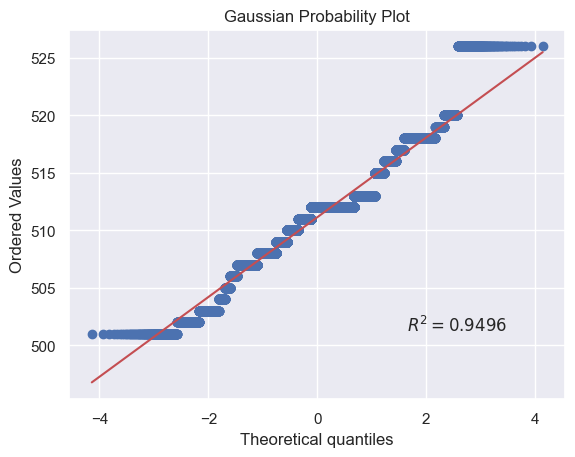 Gaussian Probability Plot
Ordered Values
525
520
515
510
505
500
R² = 0.9496
−4
−2
0
2
4
Theoretical quantiles